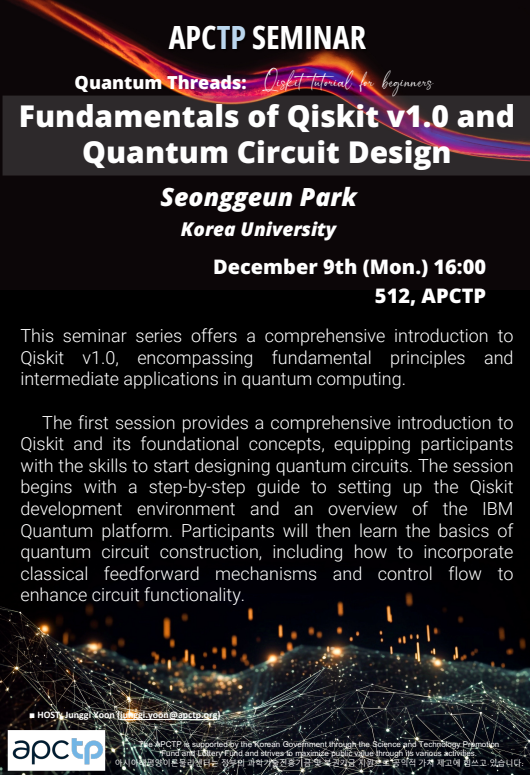 APCTP SEMINAR
Quantum Threads: Qiskit tutorial for beginners
Fundamentals of Qiskit v1.0 and
Quantum Circuit Design
Seonggeun Park
Korea University
December 9th (Mon.) 16:00
512, APCTP
This seminar series offers a comprehensive introduction to
Qiskit v1.0, encompassing fundamental principles and
intermediate applications in quantum computing.
The first session provides a comprehensive introduction to
Qiskit and its foundational concepts, equipping participants
with the skills to start designing quantum circuits. The session
begins with a step-by-step guide to setting up the Qiskit
development environment and an overview of the IBM
Quantum platform. Participants will then learn the basics of
quantum circuit construction, including how to incorporate
classical feedforward mechanisms and control flow to
enhance circuit functionality.
■ HOST: Junggi Yoon (junggi.yoon@apctp.org)
apctp
The APCTP is supported by the Korean Government through the Science and Technology Promotion
Fund and Lottery Fund and strives to maximize public value through its various activities.
아시아태평양이론물리센터는 정부의 과학기술진흥기금 및 복권기금 지원으로 공익적 가치 제고에 힘쓰고 있습니다.